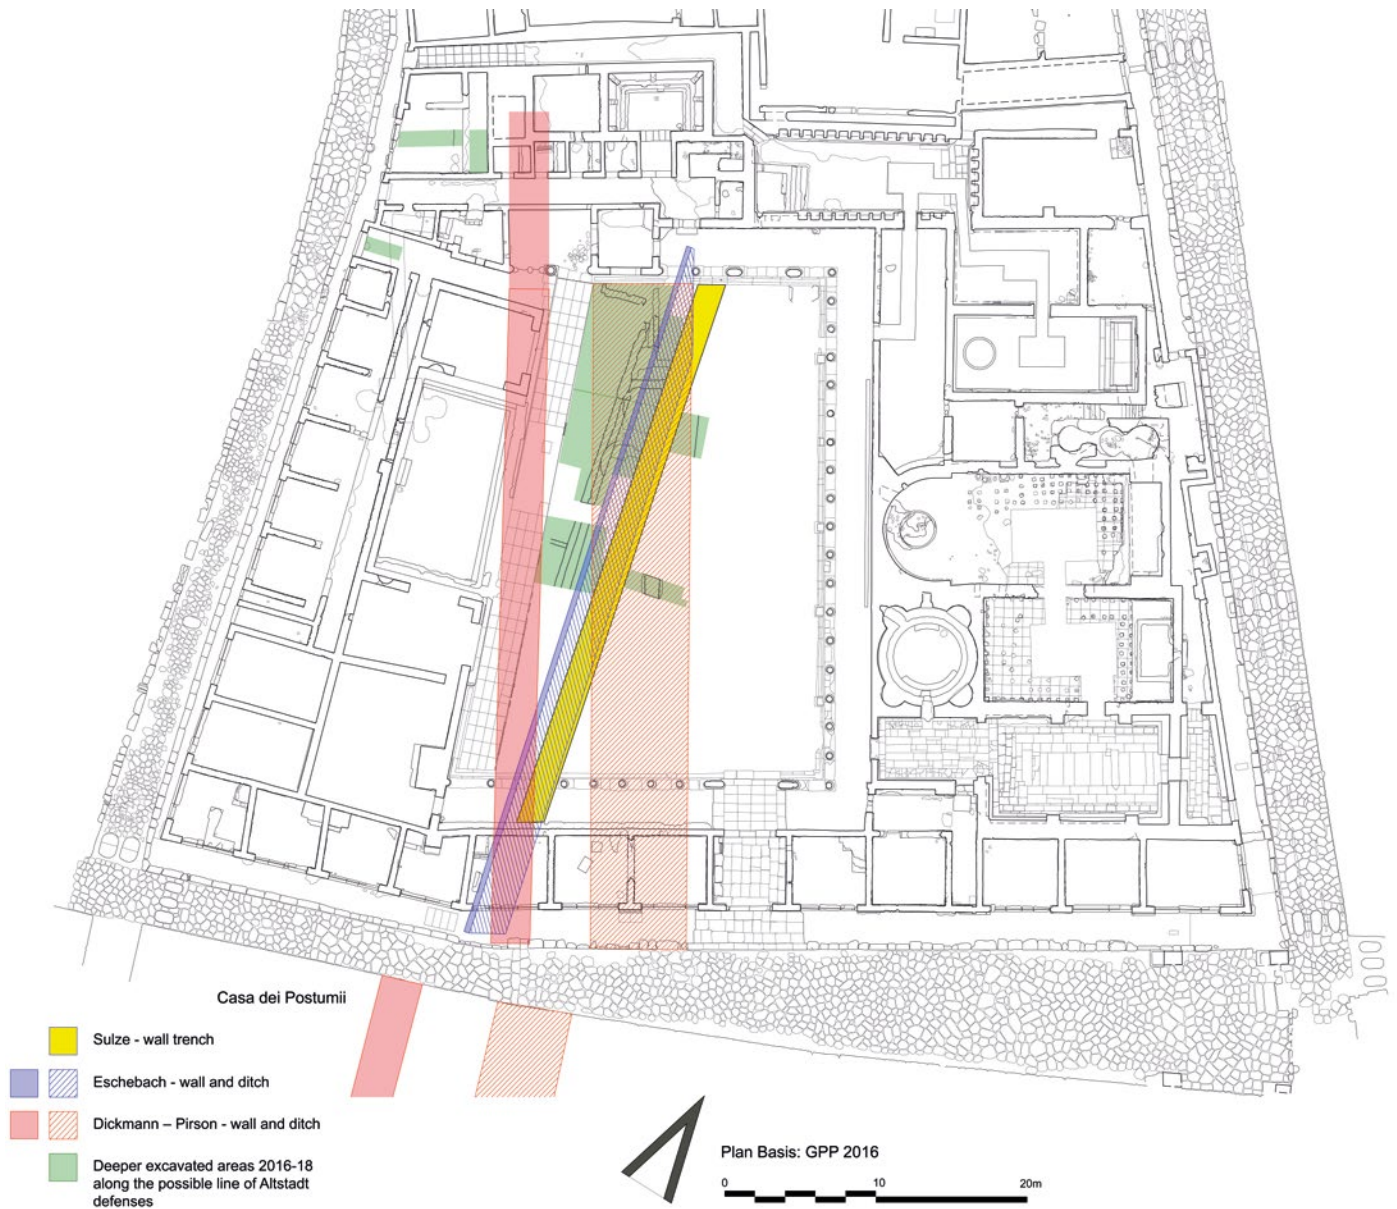 Casa dei Postumii
Sulze - wall trench
Eschebach - wall and ditch
Dickmann – Pirson - wall and ditch
Deeper excavated areas 2016-18
along the possible line of Altstadt
defenses
Plan Basis: GPP 2016
0 10 20m